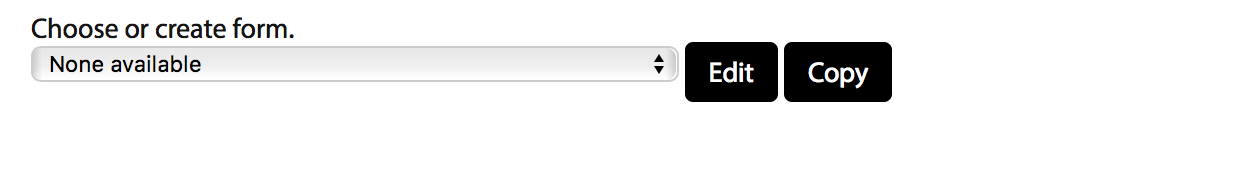 Choose or create form.
None available Edit Copy